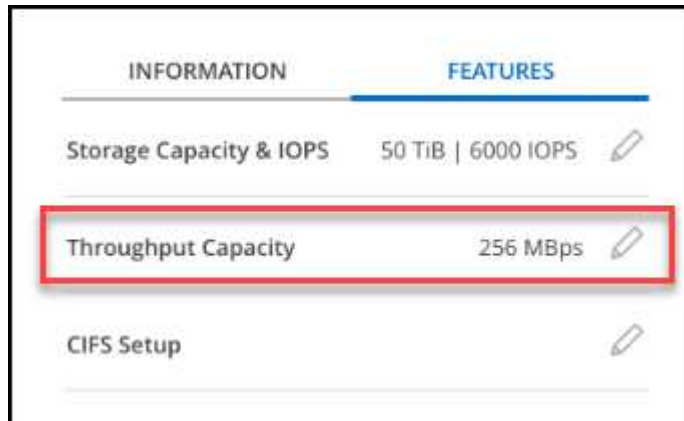 INFORMATION FEATURES
Storage Capacity & IOPS 50 TiB | 6000 IOPS
Throughput Capacity 256 MBps
CIFS Setup